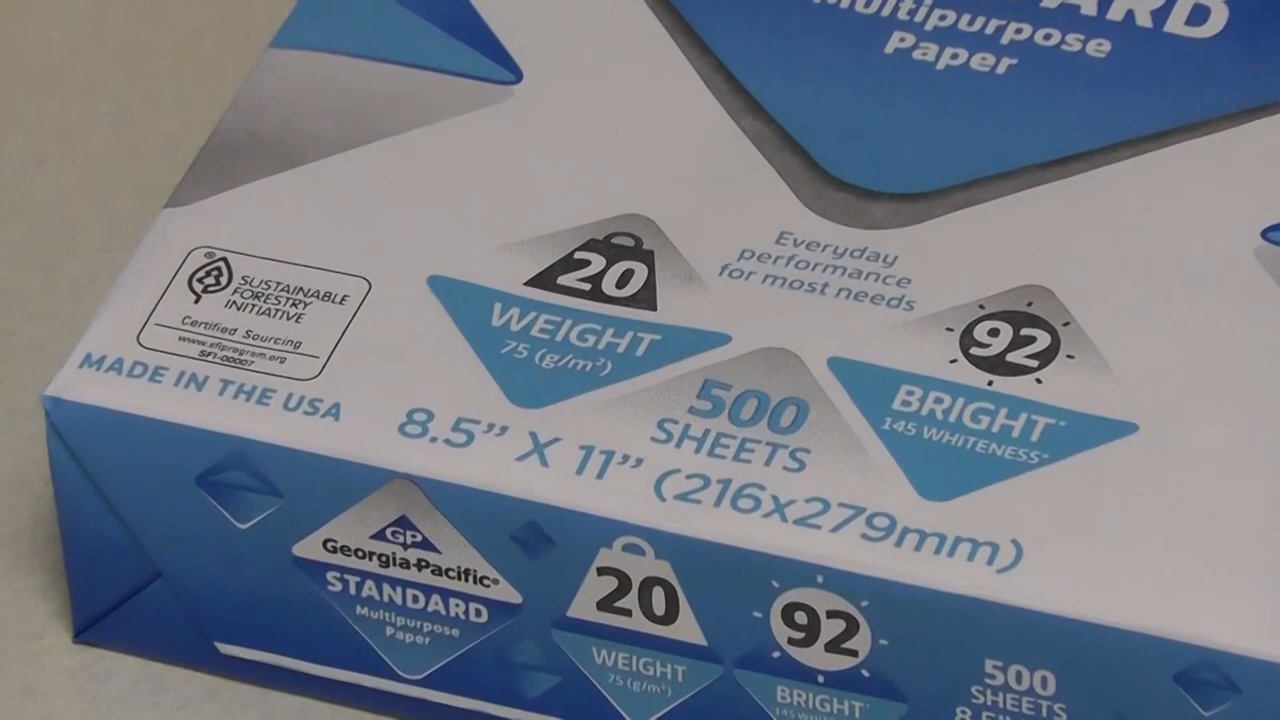 Multipurpose
Paper
Everyday
performance
for most needs
20
WEIGHT
75 (g/m²)
92
BRIGHT*
145 WHITENESS*
500
SHEETS
SUSTAINABLE
FORESTRY
INITIATIVE
Certified Sourcing
www.sfiprogram.org
SFI-00007
MADE IN THE USA
8.5” X 11” (216x279mm)
GP
Georgia-Pacific®
STANDARD
Multipurpose
Paper
20
WEIGHT
75 (g/m²)
92
BRIGHT*
500
SHEETS